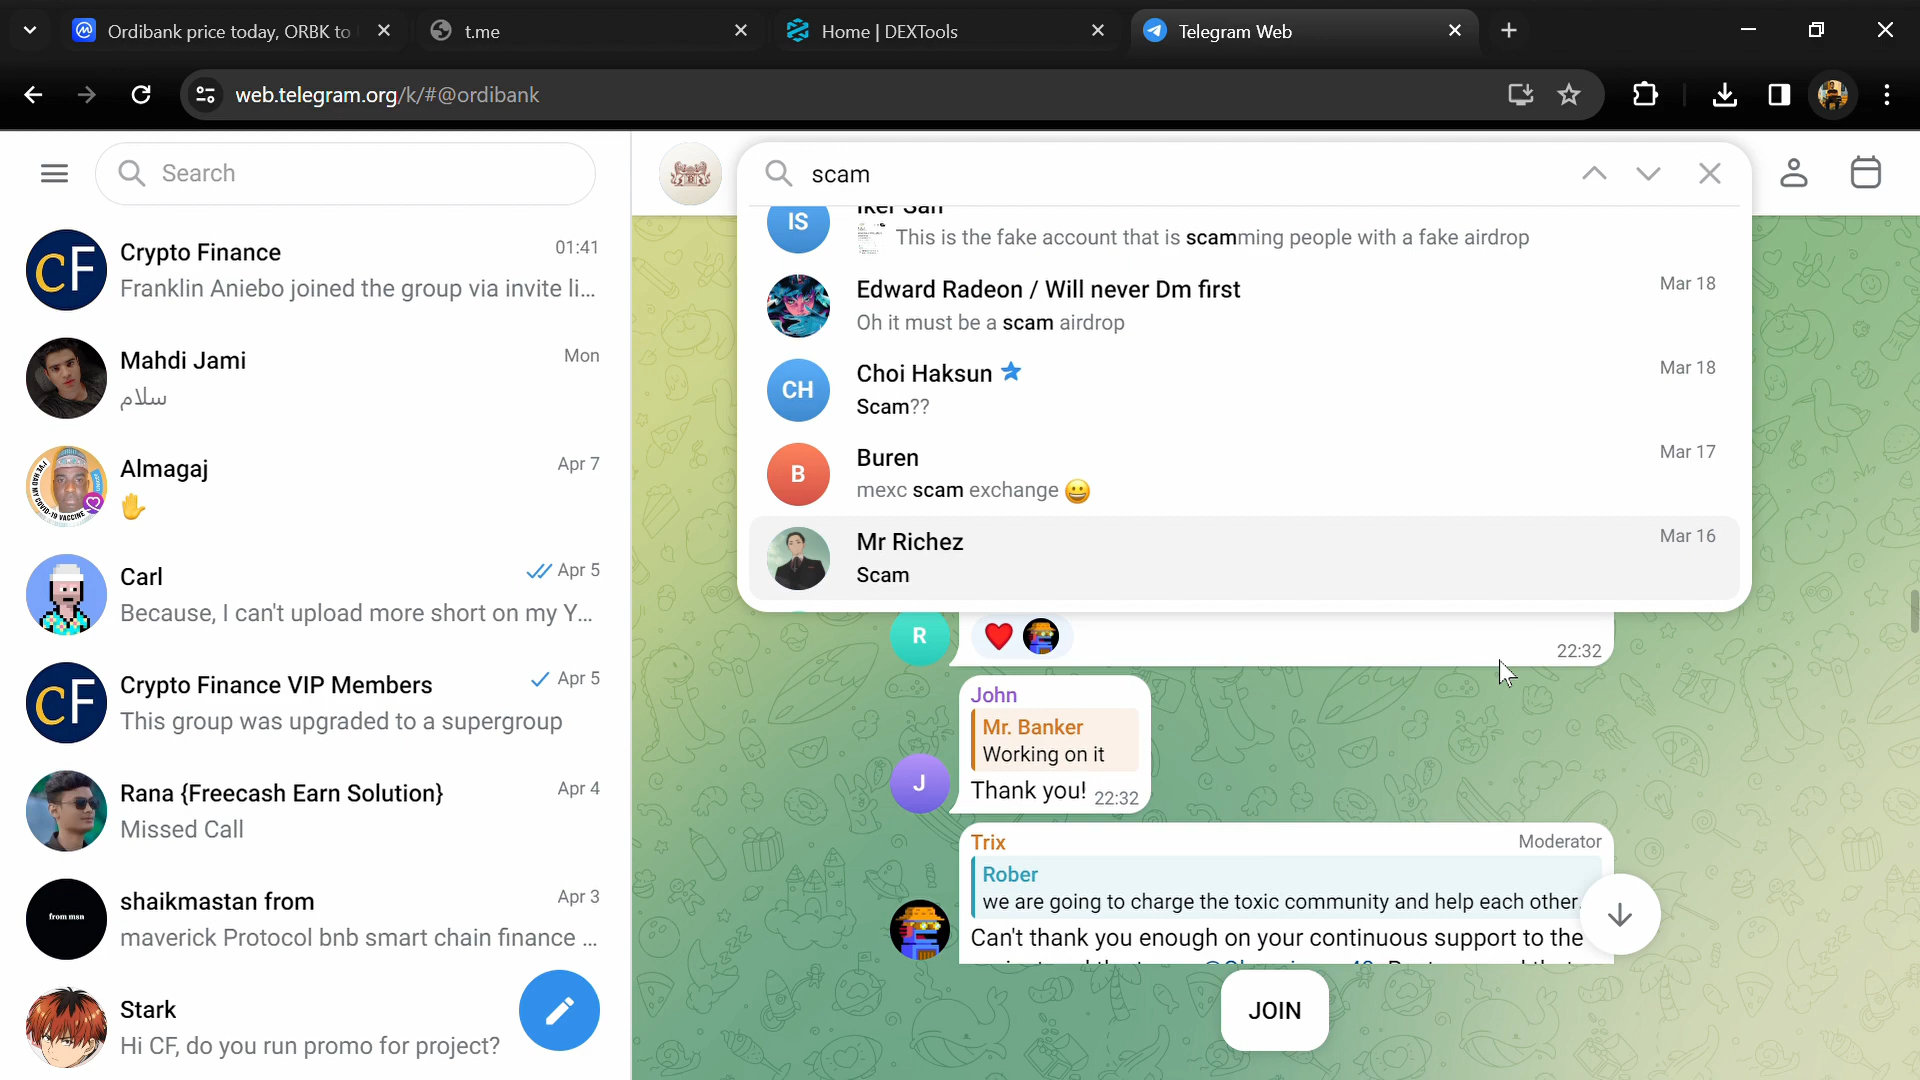 Ordibank price today, ORBK to
t.me
Home | DEXTools
Telegram Web
web.telegram.org/k/#@ordibank
Search
Crypto Finance
01:41
Franklin Aniebo joined the group via invite li...
Mahdi Jami
Mon
سلام
Almagaj
Apr 7
Carl
Apr 5
Because, I can't upload more short on my Y...
Crypto Finance VIP Members
Apr 5
This group was upgraded to a supergroup
Rana {Freecash Earn Solution}
Apr 4
Missed Call
from msn
shaikmastan from
Apr 3
maverick Protocol bnb smart chain finance ...
Stark
Hi CF, do you run promo for project?
scam
IS
Iker San
This is the fake account that is scamming people with a fake airdrop
Edward Radeon / Will never Dm first
Mar 18
Oh it must be a scam airdrop
CH
Choi Haksun
Mar 18
Scam??
B
Buren
Mar 17
mexc scam exchange
Mr Richez
Mar 16
Scam
R
22:32
John
Mr. Banker
Working on it
J
Thank you! 22:32
Trix
Moderator
Rober
we are going to charge the toxic community and help each other
Can't thank you enough on your continuous support to the
JOIN